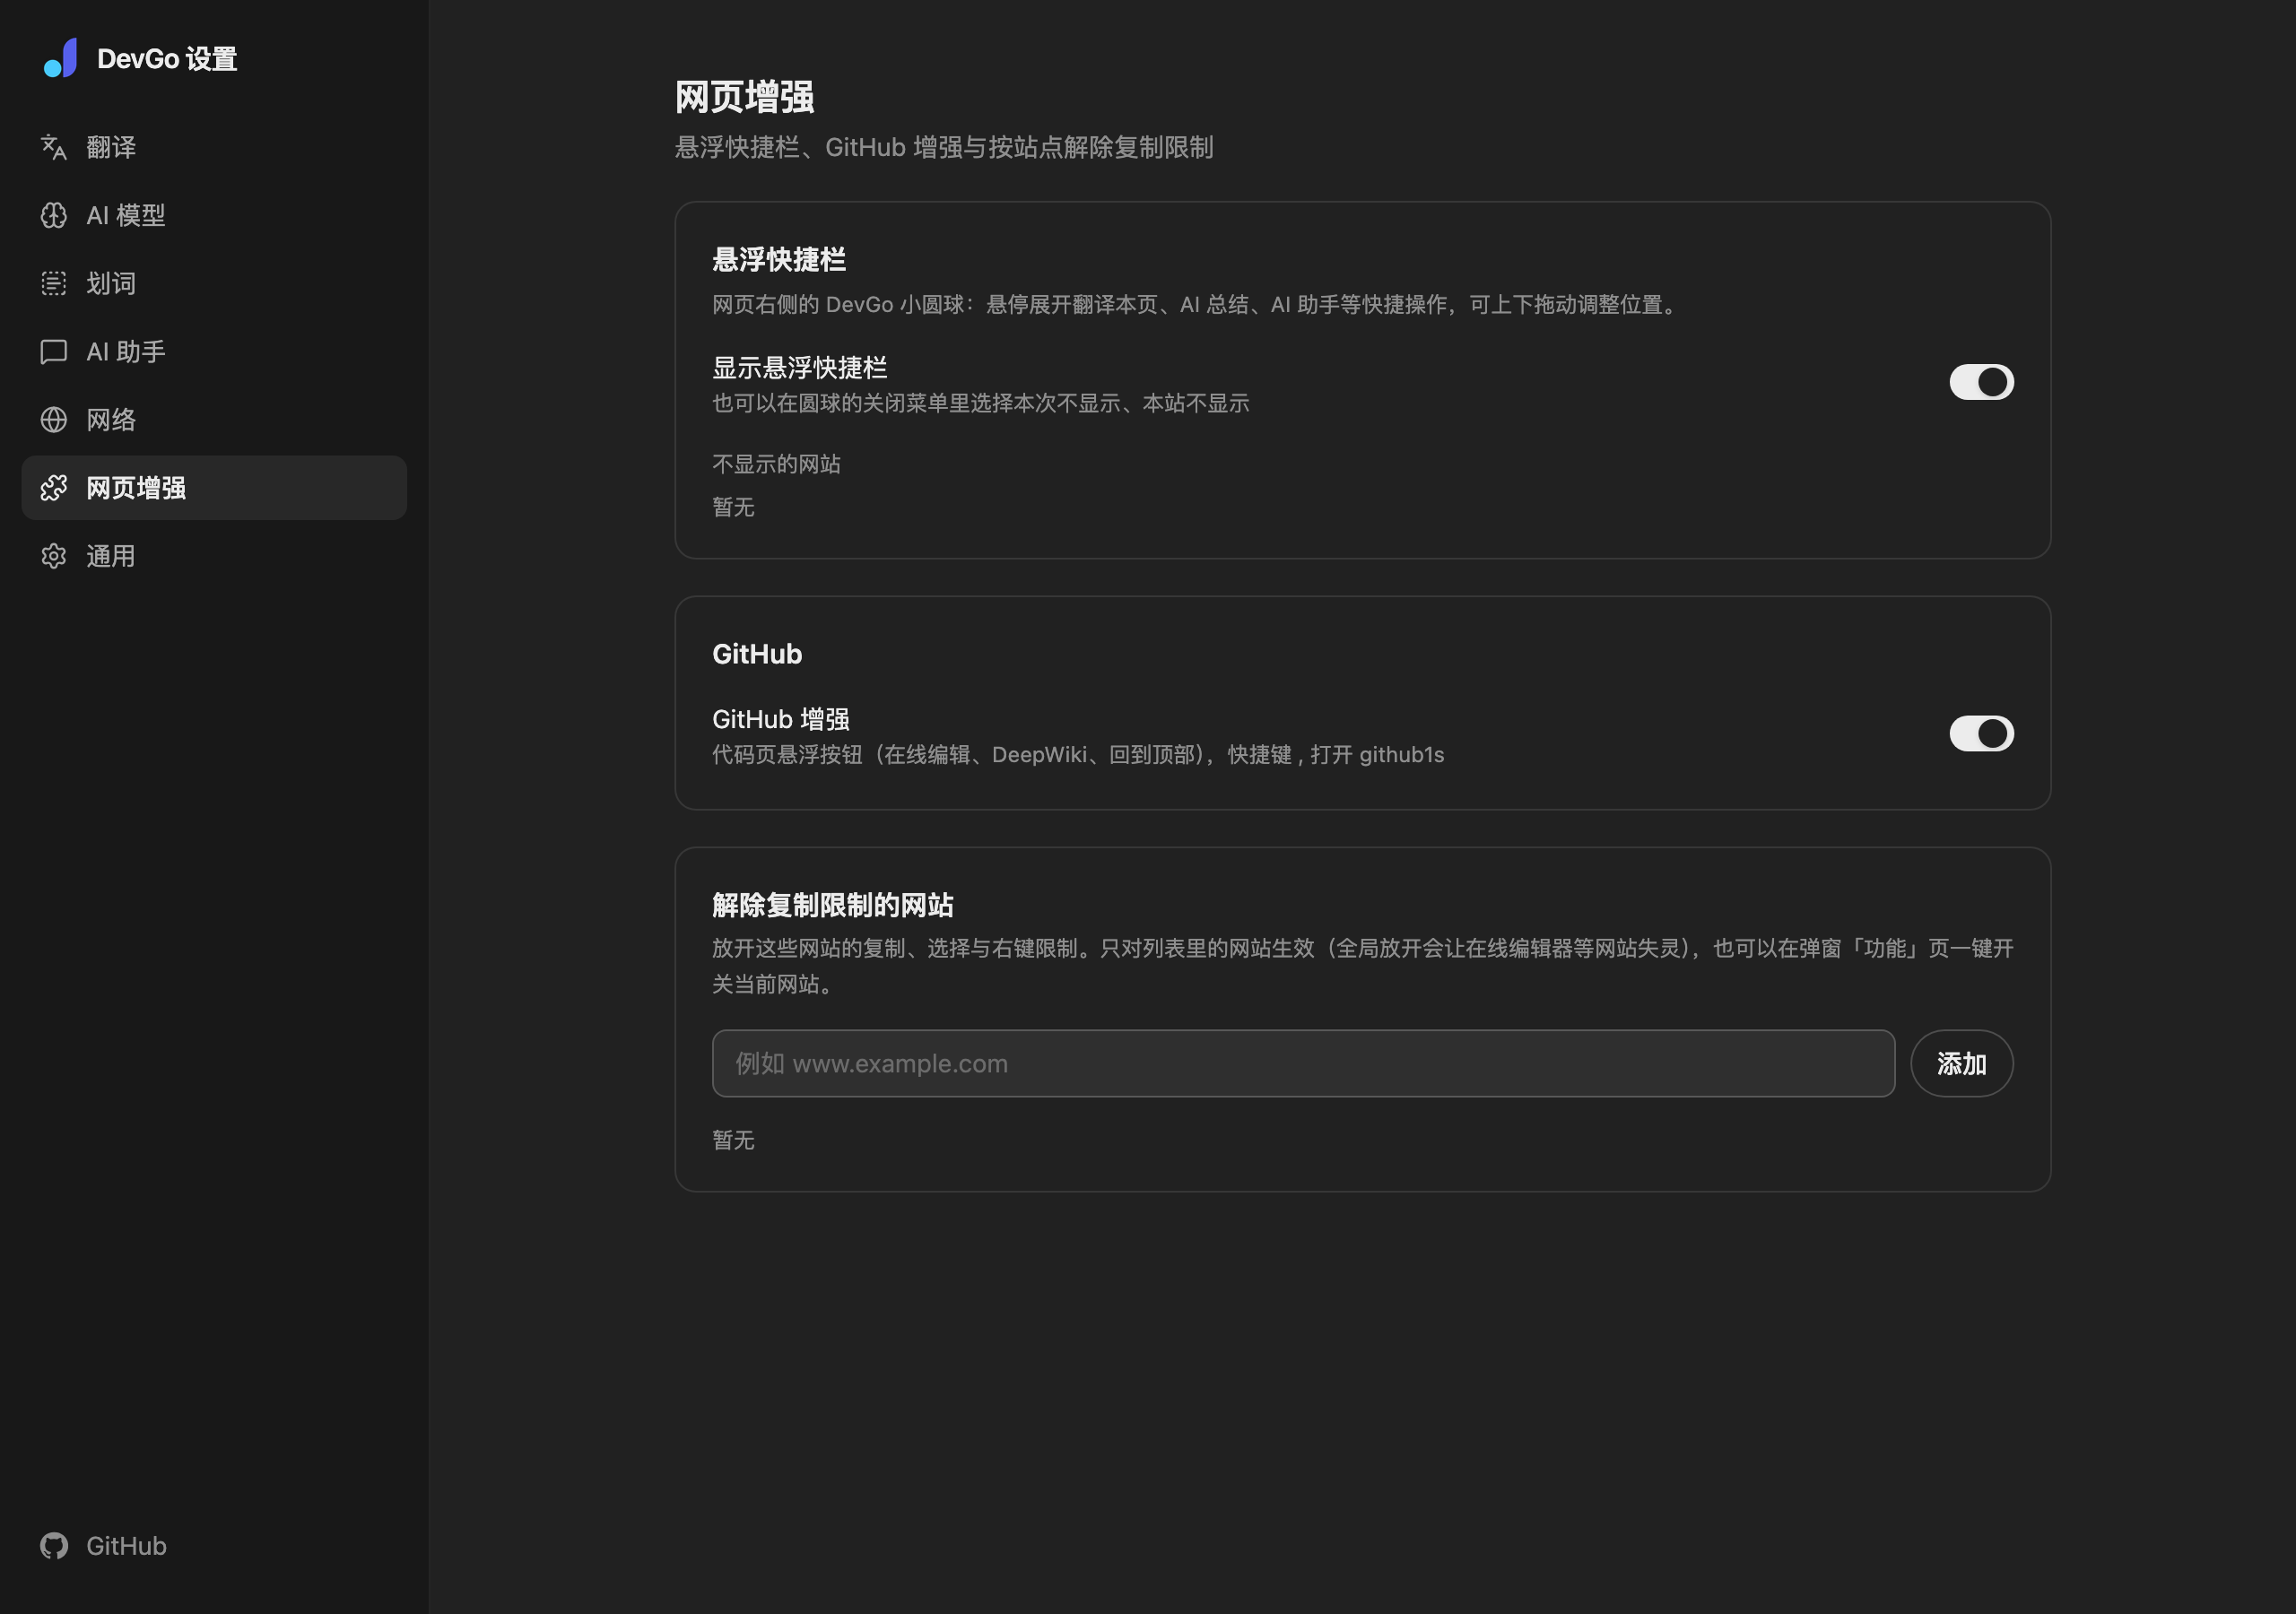 DevGo 设置
翻译
AI 模型
划词
AI 助手
网络
网页增强
通用
GitHub
网页增强
悬浮快捷栏、GitHub 增强与按站点解除复制限制
悬浮快捷栏
网页右侧的 DevGo 小圆球：悬停展开翻译本页、AI 总结、AI 助手等快捷操作，可上下拖动调整位置。
显示悬浮快捷栏
也可以在圆球的关闭菜单里选择本次不显示、本站不显示
不显示的网站
暂无
GitHub
GitHub 增强
代码页悬浮按钮（在线编辑、DeepWiki、回到顶部），快捷键 , 打开 github1s
解除复制限制的网站
放开这些网站的复制、选择与右键限制。只对列表里的网站生效（全局放开会让在线编辑器等网站失灵），也可以在弹窗「功能」页一键开
关当前网站。
例如 www.example.com
添加
暂无